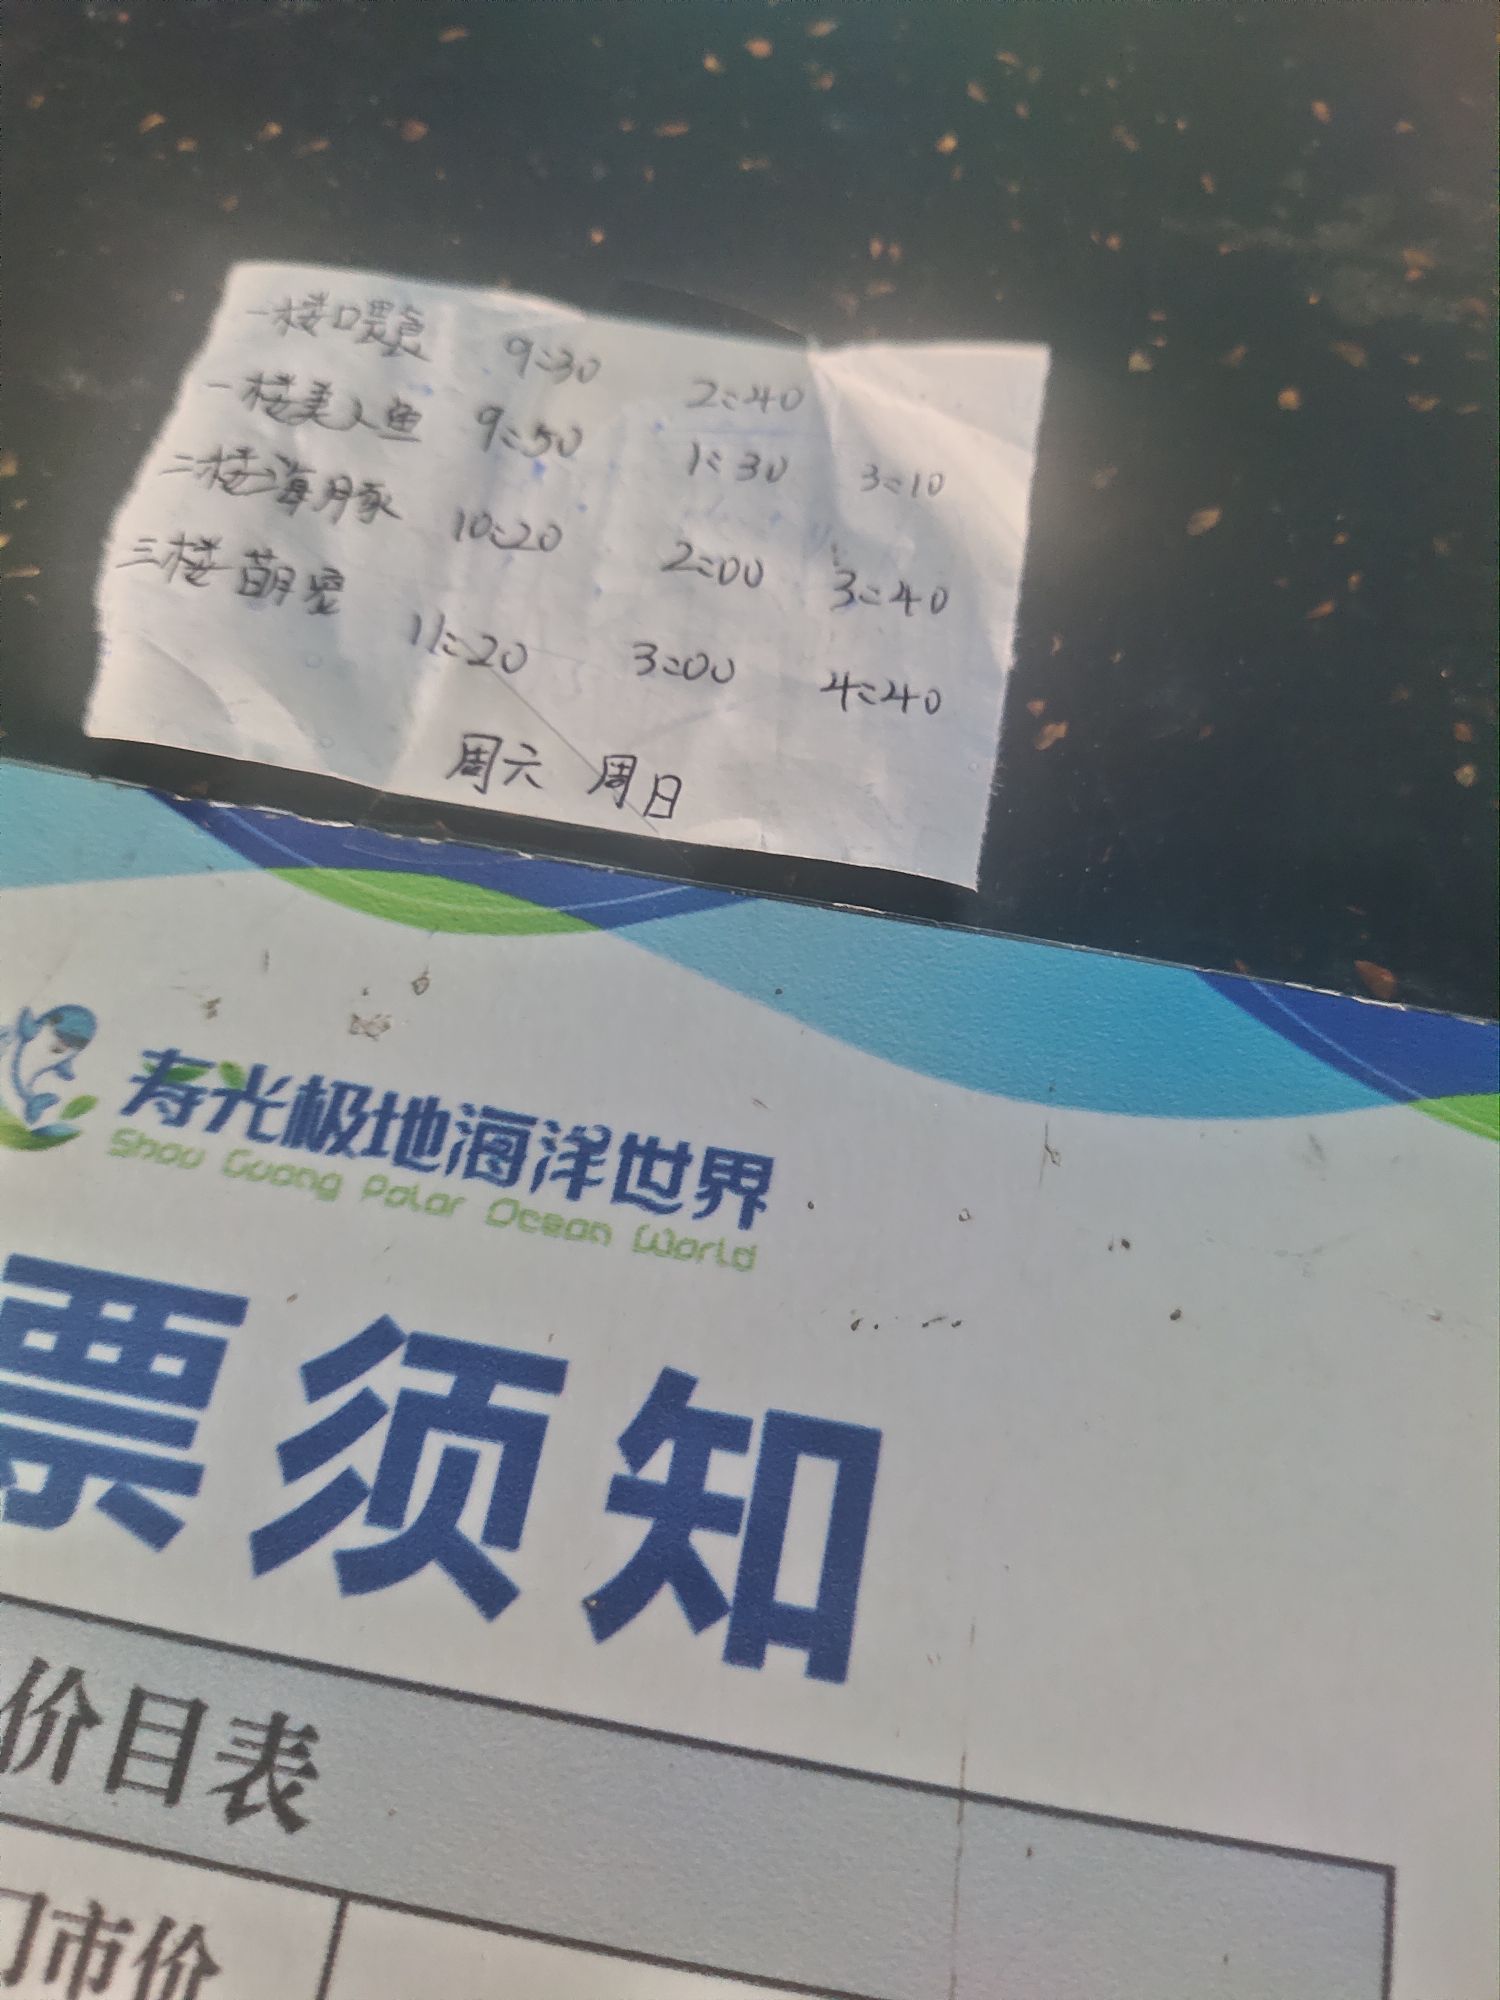 一楼口喂食 9:30 2:40
一楼美人鱼 9:50 1:30 3:10
二楼海豚 10:20 2:00 3:40
三楼萌宠 11:20 3:00 4:40
周六 周日
寿光极地海洋世界
Shou Guang Polar Ocean World
票须知
价目表
门市价